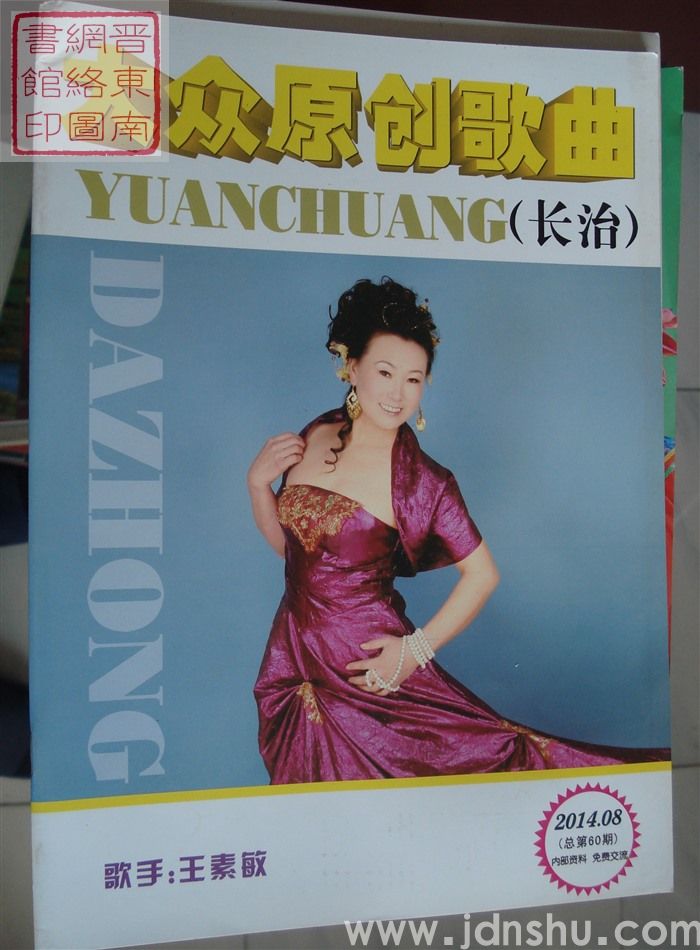 晋东南
網絡圖
書館印
大众原创歌曲
YUANCHUANG(长治)
DAZHONG
歌手:王素敏
2014.08
(总第60期)
内部资料 免费交流
www.jdnshu.com